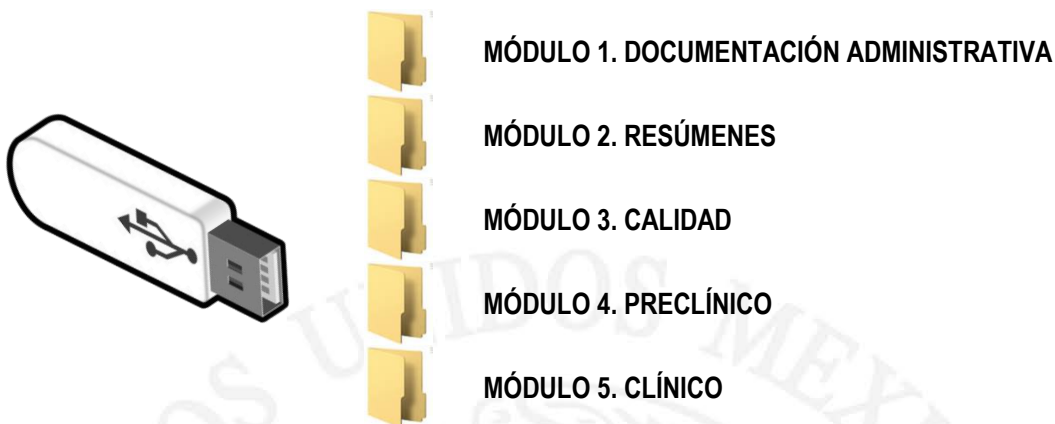 MÓDULO 1. DOCUMENTACIÓN ADMINISTRATIVA
MÓDULO 2. RESÚMENES
MÓDULO 3. CALIDAD
MÓDULO 4. PRECLÍNICO
MÓDULO 5. CLÍNICO